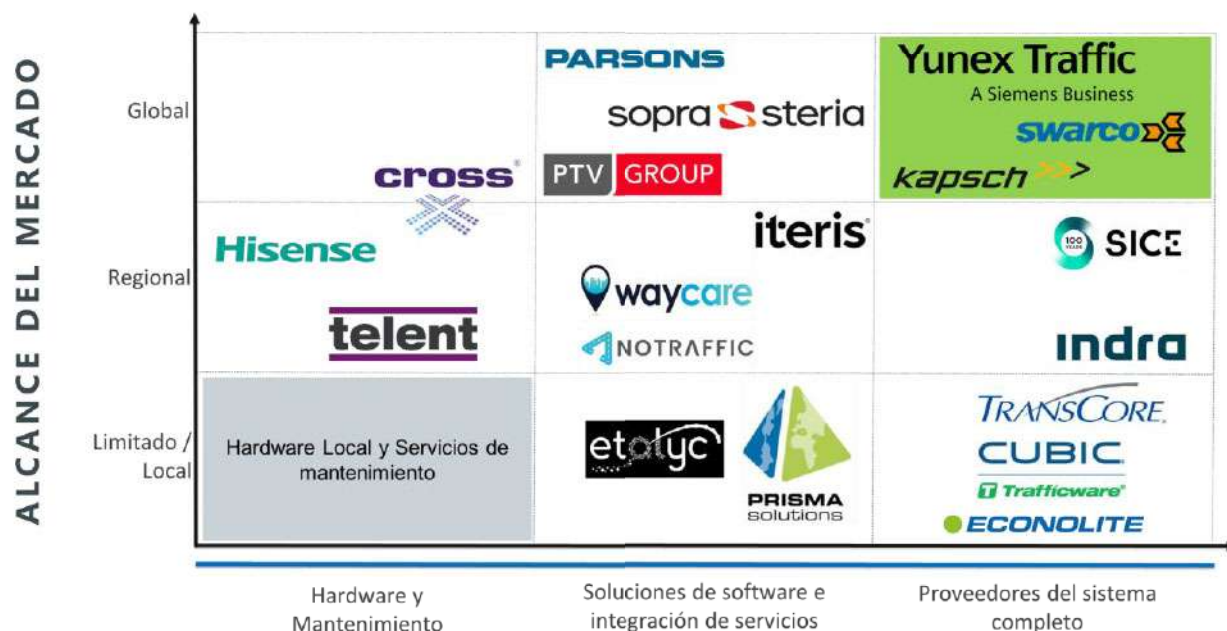 ALCANCE DEL MERCADO
Global
PARSONS
sopra steria
PTV GROUP
Yunex Traffic
A Siemens Business
swarco
kapsch >>>
cross®
Regional
Hisense
telent
iteris®
waycare
NOTRAFFIC
100
YEARS
SICE
indra
Limitado /
Local
Hardware Local y Servicios de
mantenimiento
etalyc
PRISMA
solutions
TRANSCORE®
CUBIC
T Trafficware®
ECONOLITE
Hardware y
Mantenimiento
Soluciones de software e
integración de servicios
Proveedores del sistema
completo